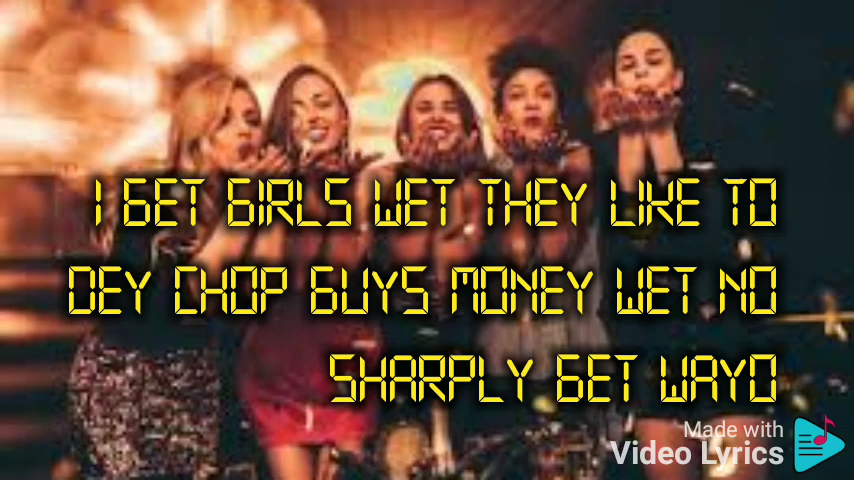 I GET GIRLS WET THEY LIKE TO
DEY CHOP GUYS MONEY WET NO
SHARPLY GET WAYO
Made with
Video Lyrics